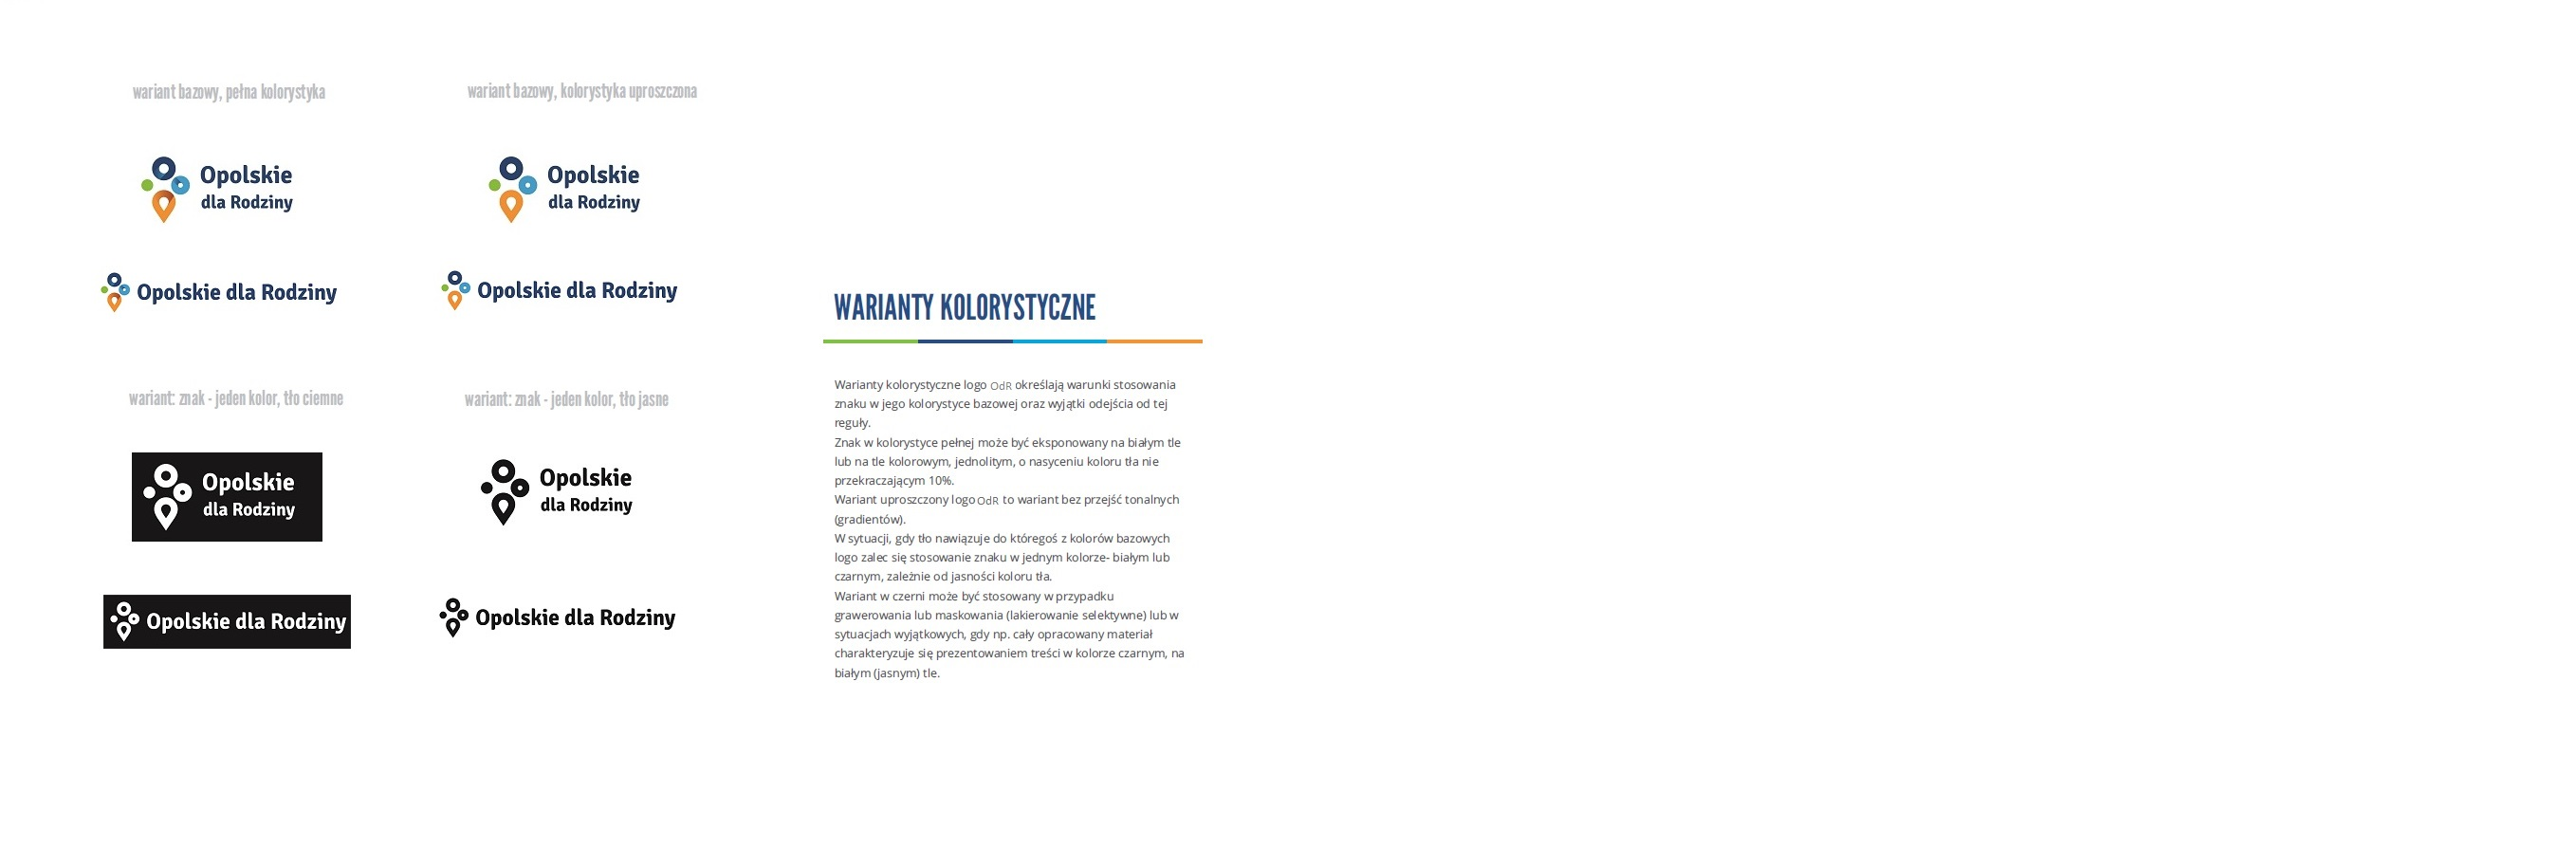 wariant bazowy, pełna kolorystyka
wariant bazowy, kolorystyka uproszczona
Opolskie
dla Rodziny
Opolskie
dla Rodziny
Opolskie dla Rodziny
Opolskie dla Rodziny
wariant: znak - jeden kolor, tło ciemne
wariant: znak - jeden kolor, tło jasne
Opolskie
dla Rodziny
Opolskie
dla Rodziny
Opolskie dla Rodziny
Opolskie dla Rodziny
WARIANTY KOLORYSTYCZNE
Warianty kolorystyczne logo OdR określają warunki stosowania
znaku w jego kolorystyce bazowej oraz wyjątki odejścia od tej
reguły.
Znak w kolorystyce pełnej może być eksponowany na białym tle
lub na tle kolorowym, jednolitym, o nasyceniu koloru tła nie
przekraczającym 10%.
Wariant uproszczony logo OdR to wariant bez przejść tonalnych
(gradientów).
W sytuacji, gdy tło nawiązuje do któregoś z kolorów bazowych
logo zalec się stosowanie znaku w jednym kolorze- białym lub
czarnym, zależnie od jasności koloru tła.
Wariant w czerni może być stosowany w przypadku
grawerowania lub maskowania (lakierowanie selektywne) lub w
sytuacjach wyjątkowych, gdy np. cały opracowany materiał
charakteryzuje się prezentowaniem treści w kolorze czarnym, na
białym (jasnym) tle.